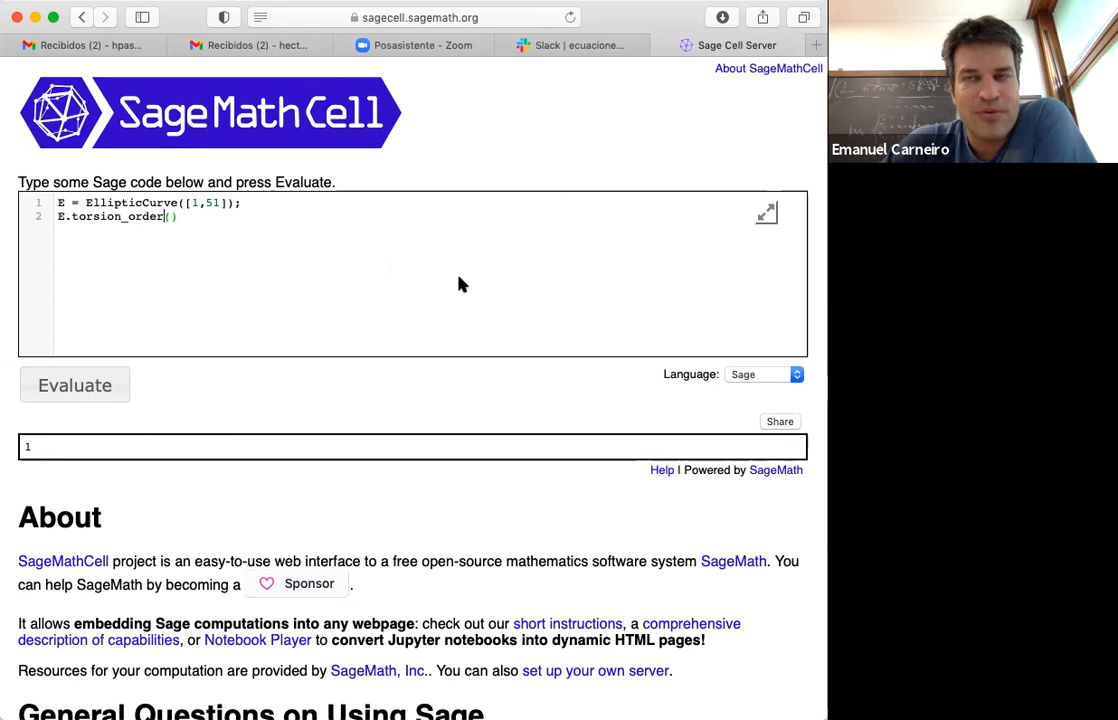 sagecell.sagemath.org
Recibidos (2) - hpas...
Recibidos (2) - hect...
Posasistente - Zoom
Slack | ecuacione...
Sage Cell Server
About SageMathCell
SageMathCell
Type some Sage code below and press Evaluate.
1 E = EllipticCurve([1,51]);
2 E.torsion_order()
Evaluate
Language: Sage
Share
1
Help | Powered by SageMath
About
SageMathCell project is an easy-to-use web interface to a free open-source mathematics software system SageMath. You
can help SageMath by becoming a Sponsor.
It allows embedding Sage computations into any webpage: check out our short instructions, a comprehensive
description of capabilities, or Notebook Player to convert Jupyter notebooks into dynamic HTML pages!
Resources for your computation are provided by SageMath, Inc.. You can also set up your own server.
General Questions on Using Sage
Emanuel Carneiro